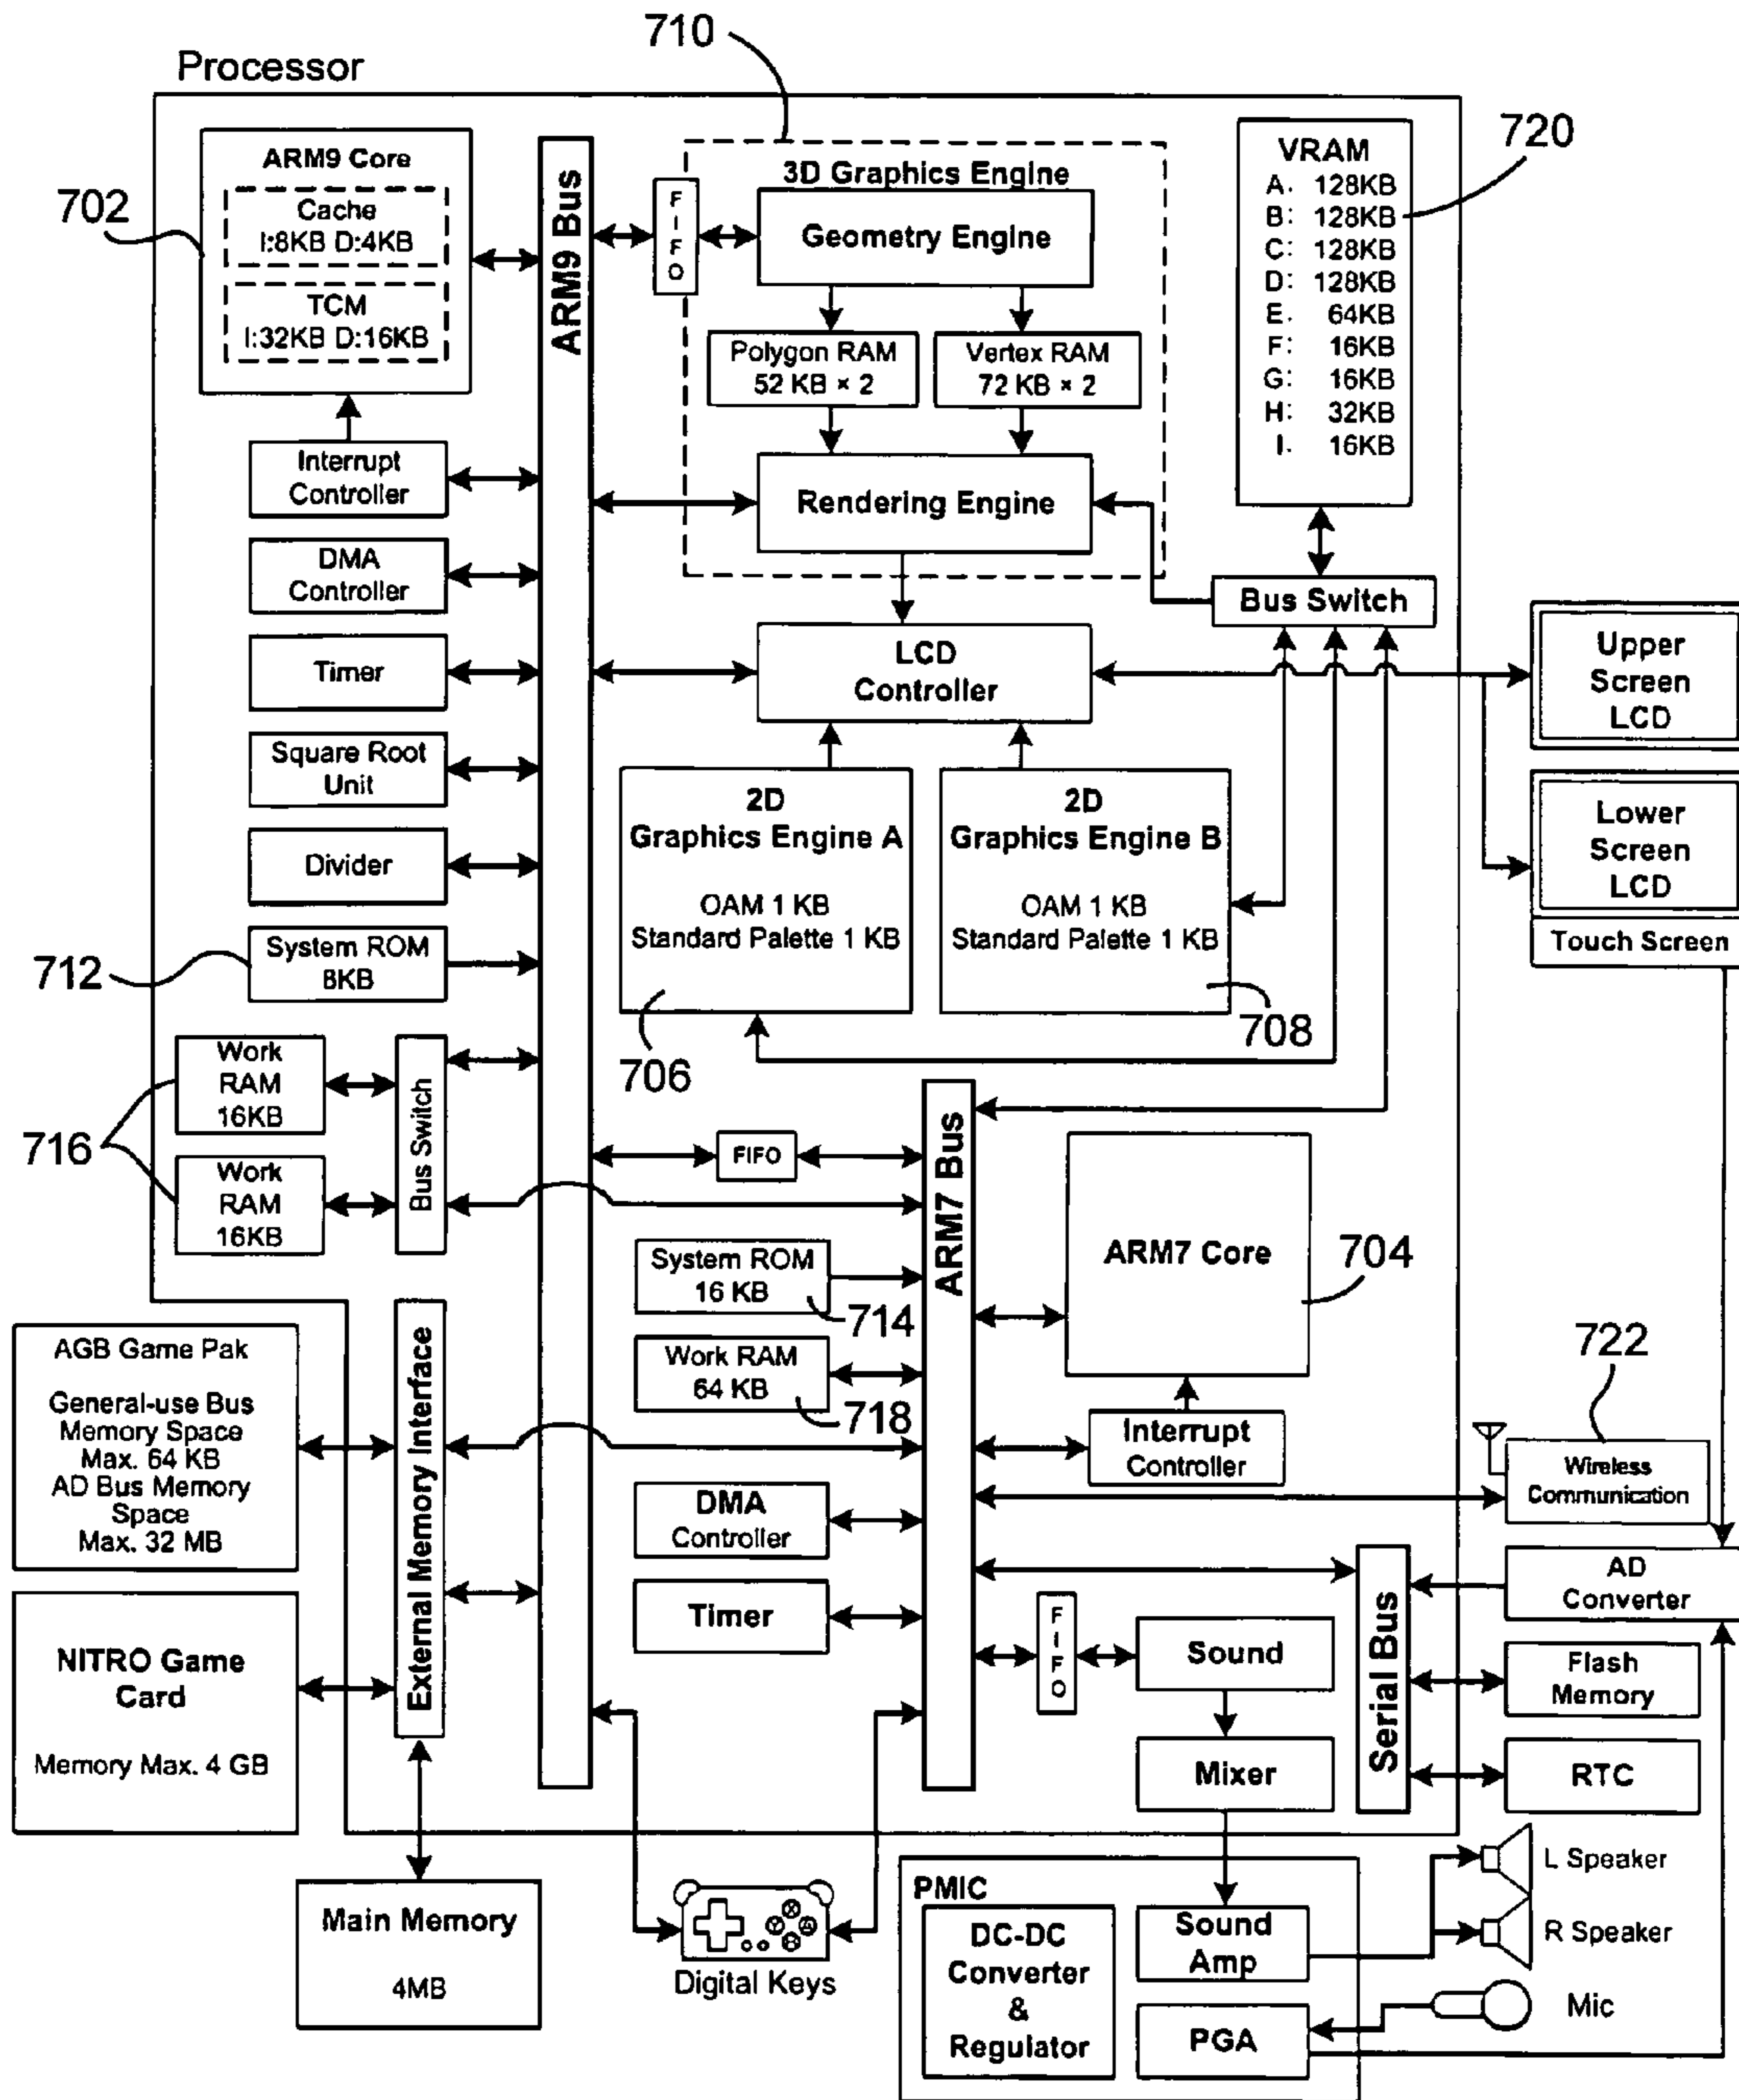 710
Processor
ARM9 Core
Cache
I:8KB D:4KB
TCM
I:32KB D:16KB
702
ARM9 Bus
FIFO
3D Graphics Engine
Geometry Engine
Polygon RAM
52 KB × 2
Vertex RAM
72 KB × 2
Rendering Engine
VRAM
A: 128KB
B: 128KB
C: 128KB
D: 128KB
E. 64KB
F: 16KB
G: 16KB
H: 32KB
I. 16KB
720
Interrupt
Controller
DMA
Controller
Timer
Square Root
Unit
Divider
System ROM
8KB
712
Bus Switch
LCD
Controller
Upper
Screen
LCD
Lower
Screen
LCD
Touch Screen
2D
Graphics Engine A
OAM 1 KB
Standard Palette 1 KB
706
2D
Graphics Engine B
OAM 1 KB
Standard Palette 1 KB
708
Work
RAM
16KB
Work
RAM
16KB
716
Bus Switch
FIFO
ARM7 Bus
ARM7 Core
704
System ROM
16 KB
714
Work RAM
64 KB
718
Interrupt
Controller
722
Wireless
Communication
AGB Game Pak
General-use Bus
Memory Space
Max. 64 KB
AD Bus Memory
Space
Max. 32 MB
External Memory Interface
DMA
Controller
Timer
NITRO Game
Card
Memory Max. 4 GB
FIFO
Sound
Mixer
Serial Bus
AD
Converter
Flash
Memory
RTC
Main Memory
4MB
X
Y
A
B
Digital Keys
PMIC
DC-DC
Converter
&
Regulator
Sound
Amp
PGA
L Speaker
R Speaker
Mic